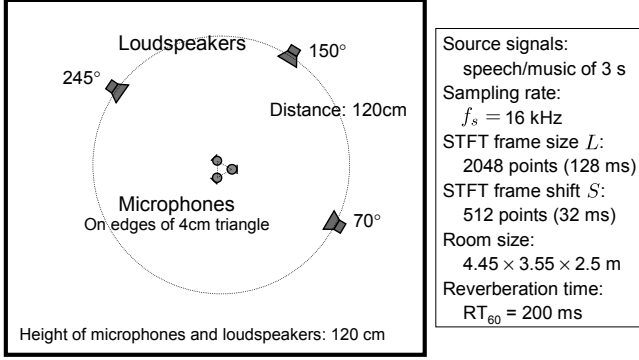 Loudspeakers
150°
245°
Distance: 120cm
Microphones
On edges of 4cm triangle
70°
Height of microphones and loudspeakers: 120 cm
Source signals:
speech/music of 3 s
Sampling rate:
fs = 16 kHz
STFT frame size L:
2048 points (128 ms)
STFT frame shift S:
512 points (32 ms)
Room size:
4.45 × 3.55 × 2.5 m
Reverberation time:
RT60 = 200 ms